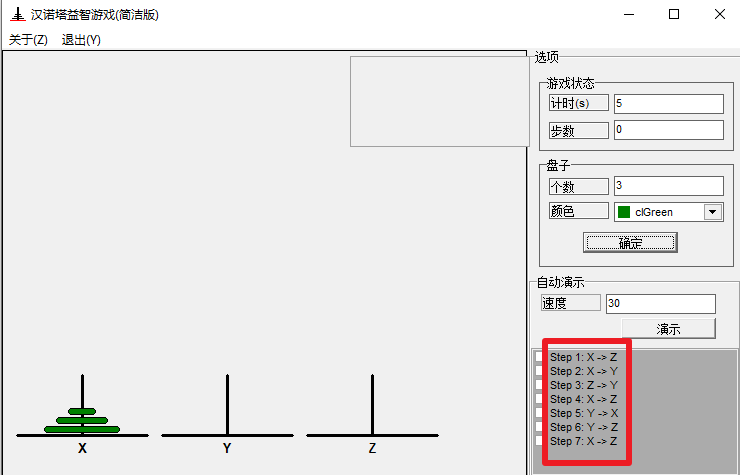 汉诺塔益智游戏(简洁版)
关于(Z) 退出(Y)
选项
游戏状态
计时(s) 5
步数 0
盘子
个数 3
颜色 clGreen
确定
自动演示
速度 30
演示
Step 1: X -> Z
Step 2: X -> Y
Step 3: Z -> Y
Step 4: X -> Z
Step 5: Y -> X
Step 6: Y -> Z
Step 7: X -> Z
X Y Z